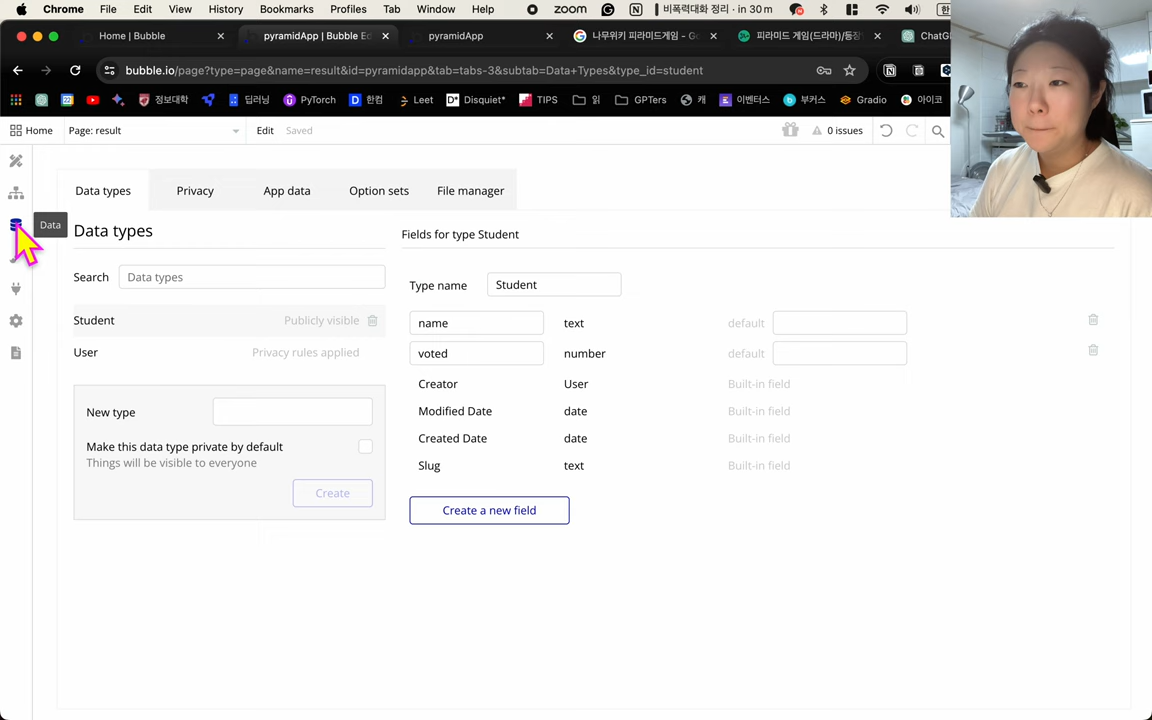 Chrome File Edit View History Bookmarks Profiles Tab Window Help zoom 비폭력대화 정리 · in 30 m 한
Home | Bubble pyramidApp | Bubble Ed pyramidApp 나무위키 피라미드게임 - Go 피라미드 게임(드라마)/등장 ChatG
bubble.io/page?type=page&name=result&id=pyramidapp&tab=tabs-3&subtab=Data+Types&type_id=student
정보대학 딥러닝 PyTorch 한컴 Leet Disquiet* TIPS 읽 GPTers 캐 이벤터스 부커스 Gradio 아이코
Home Page: result Edit Saved 0 issues
Data types Privacy App data Option sets File manager
Data
Data types
Search Data types
Student Publicly visible
User Privacy rules applied
New type
Make this data type private by default
Things will be visible to everyone
Create
Fields for type Student
Type name Student
name text default
voted number default
Creator User Built-in field
Modified Date date Built-in field
Created Date date Built-in field
Slug text Built-in field
Create a new field